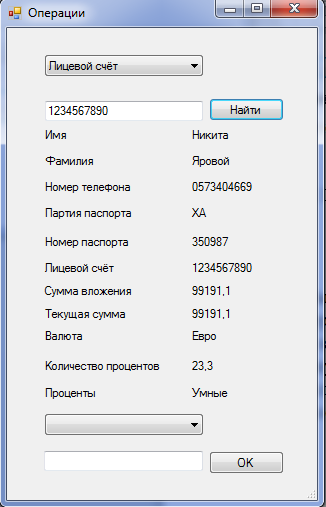 Операции
Лицевой счёт
1234567890 Найти
Имя Никита
Фамилия Яровой
Номер телефона 0573404669
Партия паспорта ХА
Номер паспорта 350987
Лицевой счёт 1234567890
Сумма вложения 99191,1
Текущая сумма 99191,1
Валюта Евро
Количество процентов 23,3
Проценты Умные
OK